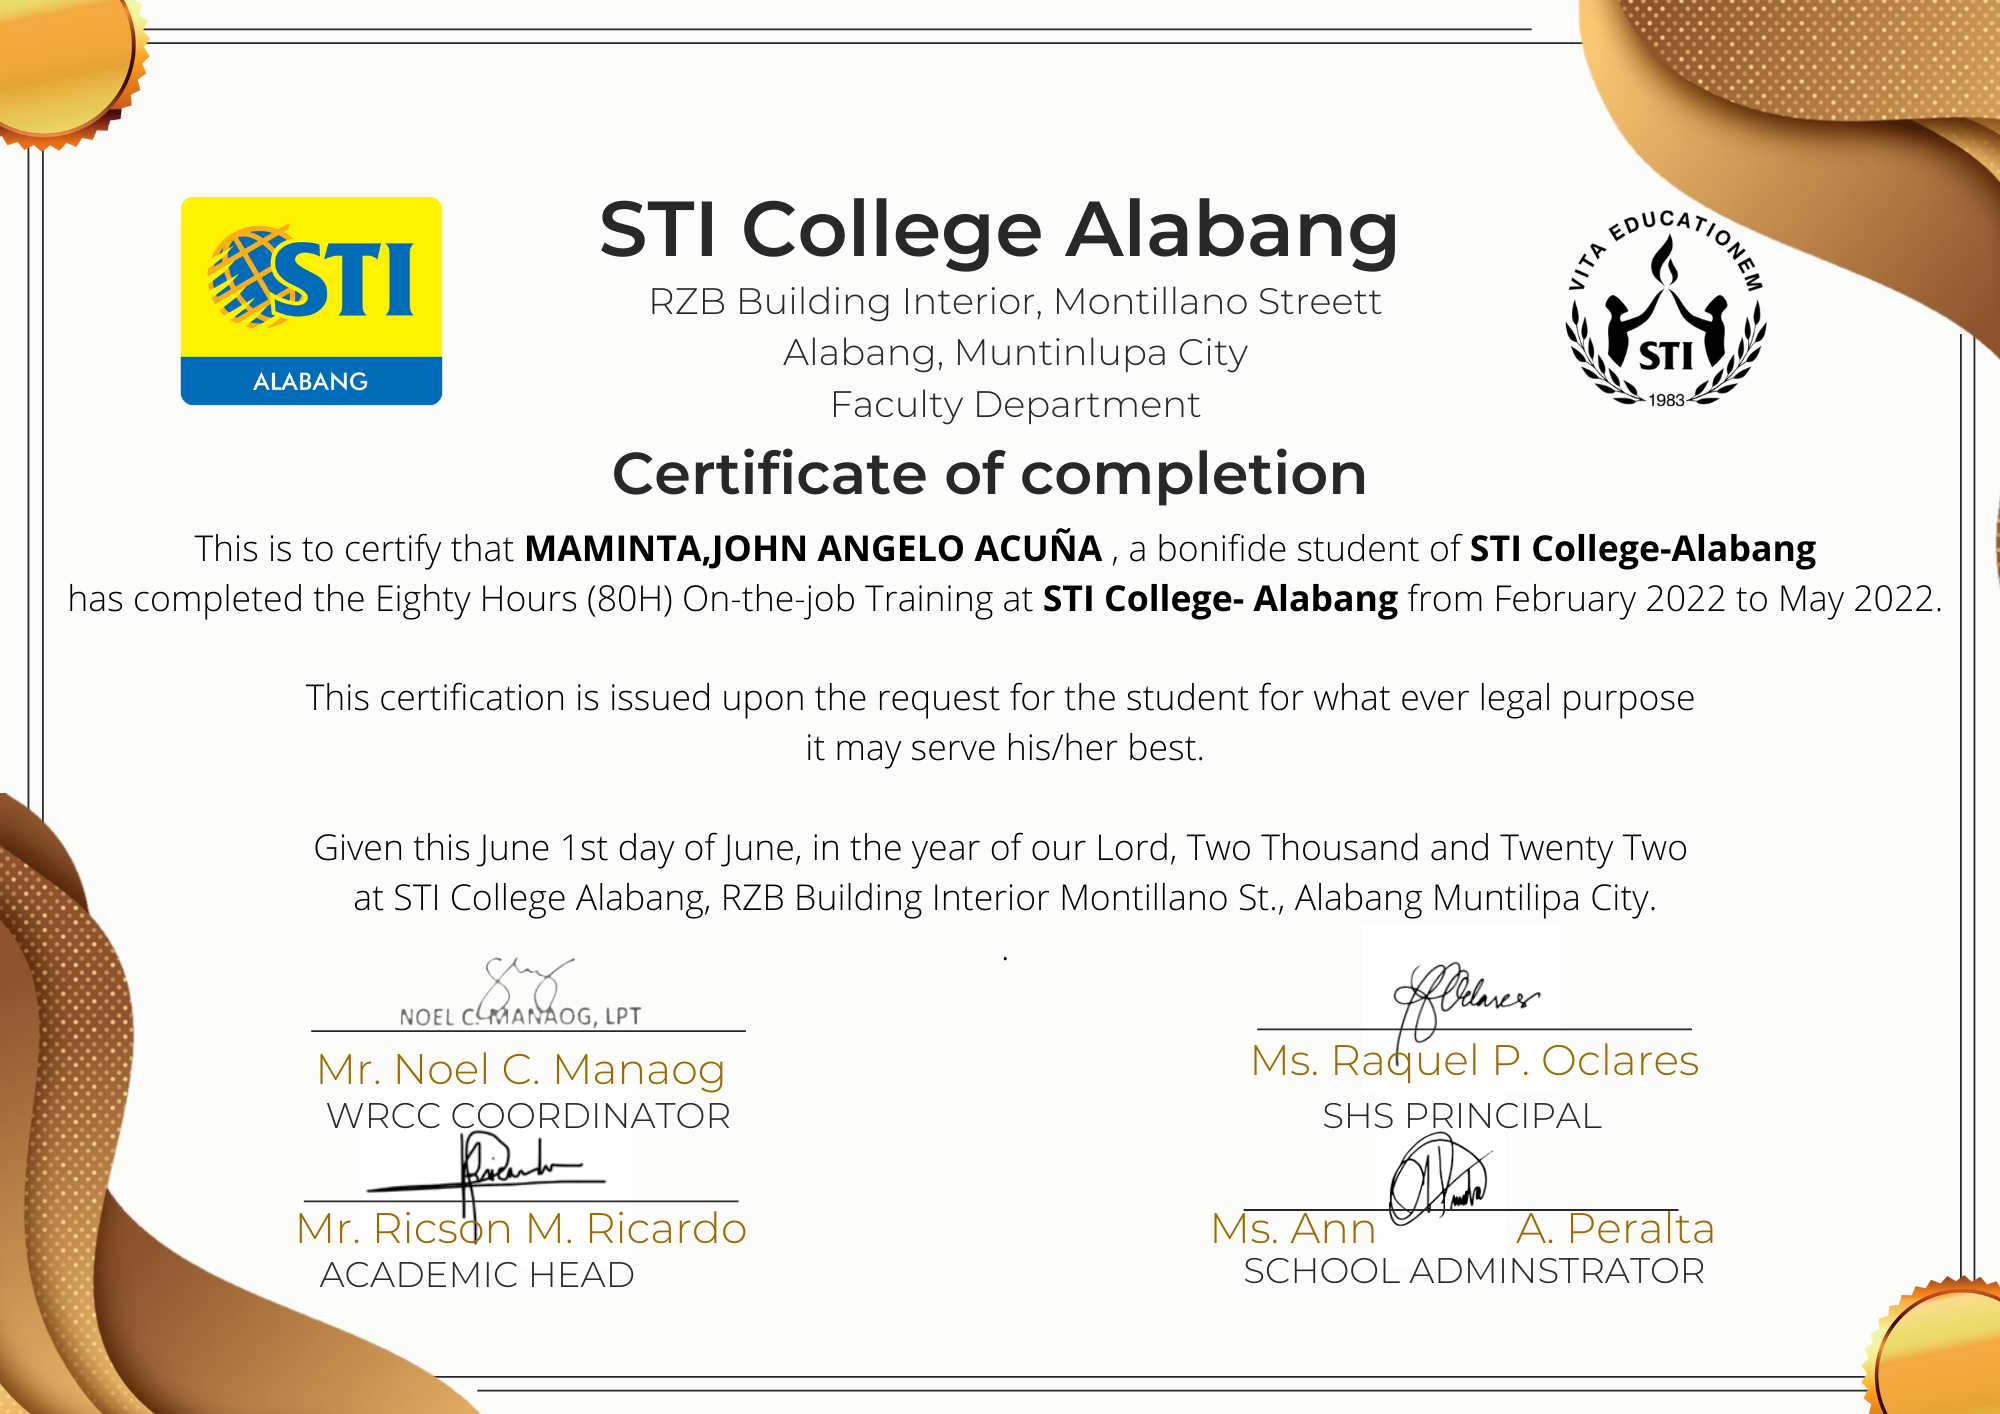 STI
ALABANG
STI College Alabang
RZB Building Interior, Montillano Streett
Alabang, Muntinlupa City
Faculty Department
VITA EDUCATIONEM
STI
1983
Certificate of completion
This is to certify that MAMINTA,JOHN ANGELO ACUÑA , a bonifide student of STI College-Alabang
has completed the Eighty Hours (80H) On-the-job Training at STI College- Alabang from February 2022 to May 2022.
This certification is issued upon the request for the student for what ever legal purpose
it may serve his/her best.
Given this June 1st day of June, in the year of our Lord, Two Thousand and Twenty Two
at STI College Alabang, RZB Building Interior Montillano St., Alabang Muntilipa City.
.
NOEL C. MANAOG, LPT
Mr. Noel C. Manaog
WRCC COORDINATOR
Oclares
Ms. Raquel P. Oclares
SHS PRINCIPAL
Ricardo
Mr. Ricson M. Ricardo
ACADEMIC HEAD
Ms. Ann A. Peralta
SCHOOL ADMINSTRATOR